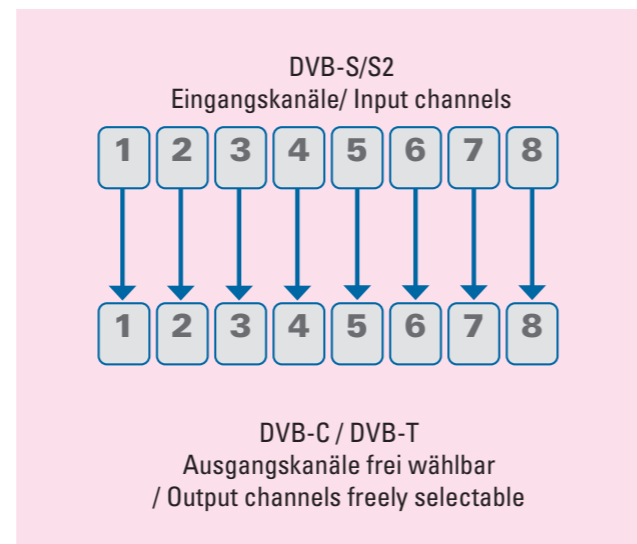 DVB-S/S2
Eingangskanäle/ Input channels
1 2 3 4 5 6 7 8
1 2 3 4 5 6 7 8
DVB-C / DVB-T
Ausgangskanäle frei wählbar
/ Output channels freely selectable